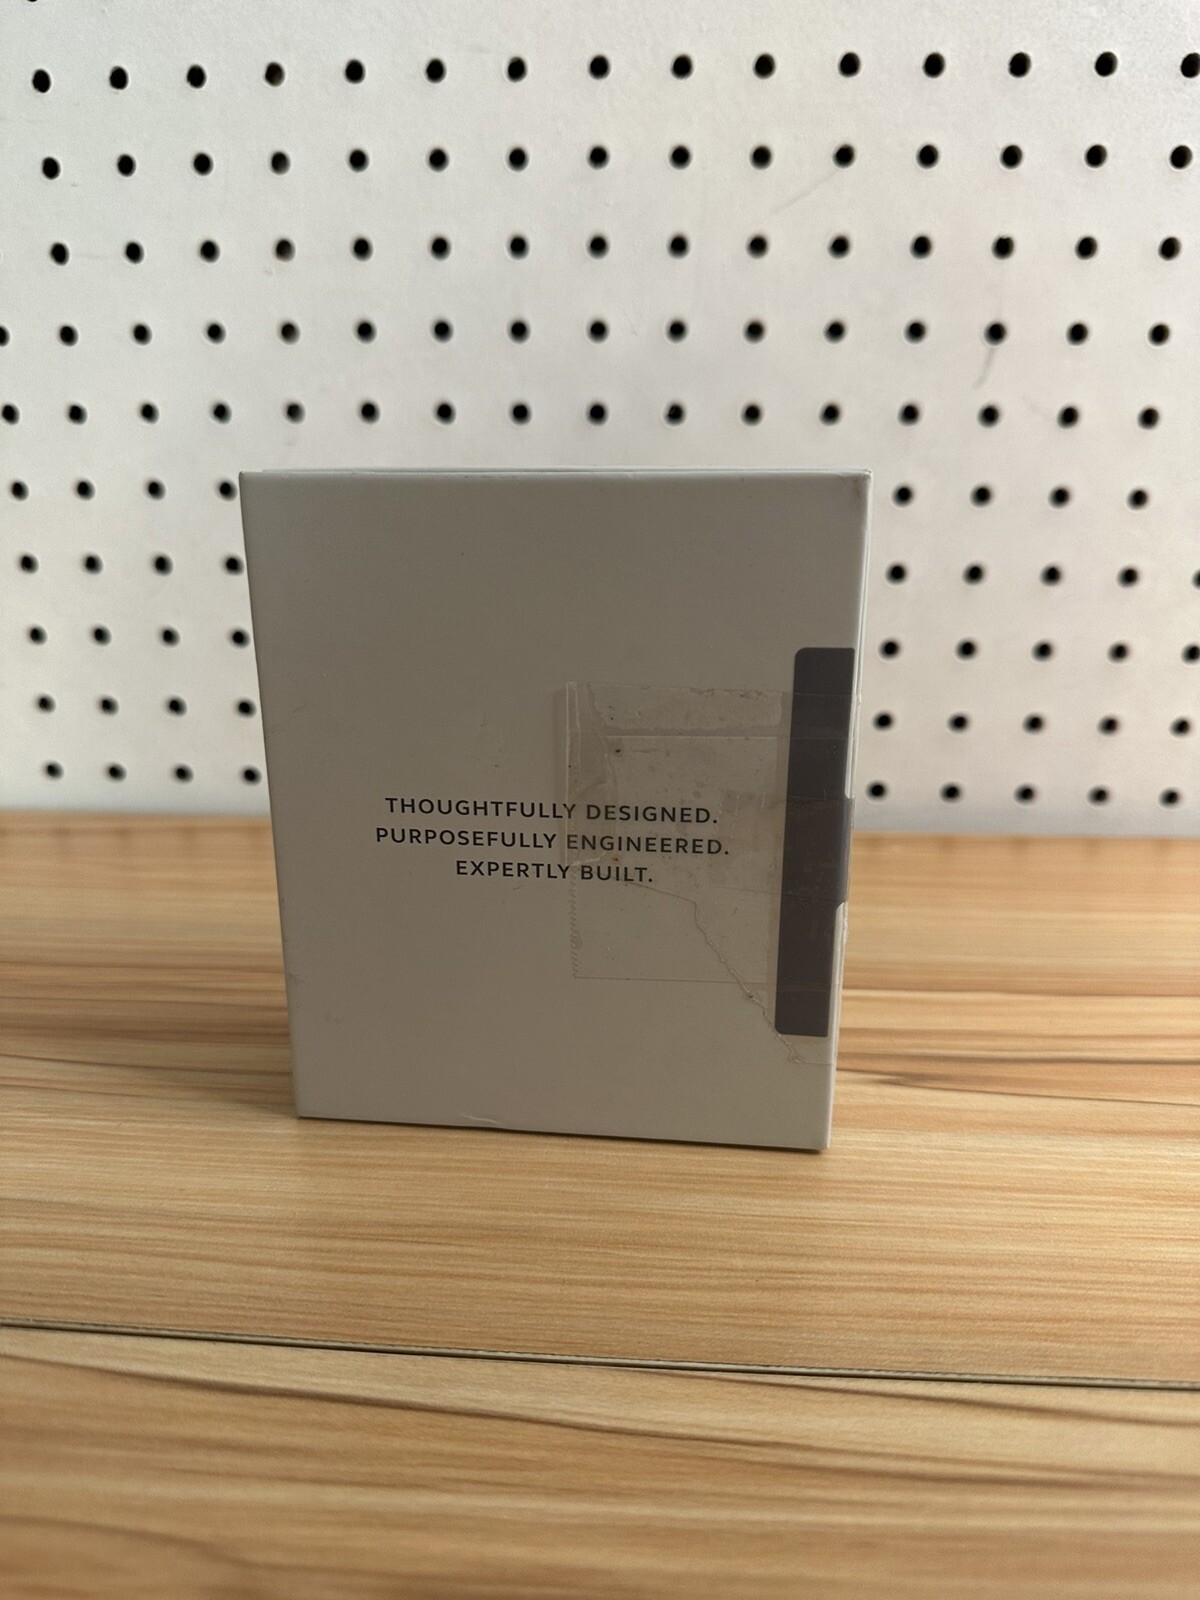 THOUGHTFULLY DESIGNED.
PURPOSEFULLY ENGINEERED.
EXPERTLY BUILT.